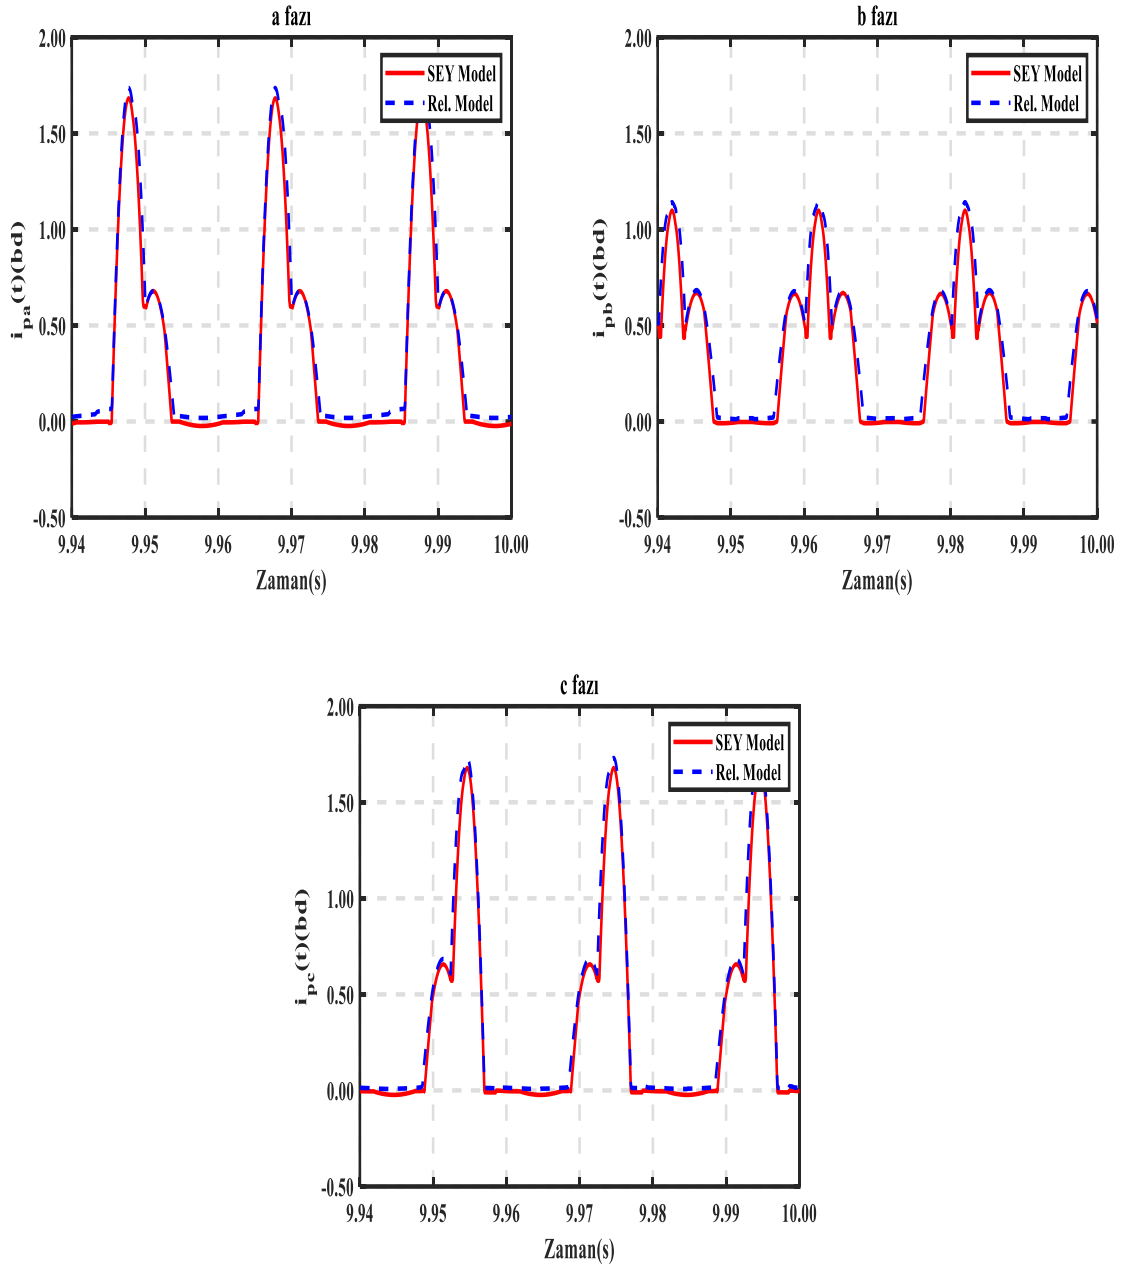 a fazı
2.00
1.50
1.00
0.50
0.00
-0.50
i_pa(t)(bd)
SEY Model
Rel. Model
9.94 9.95 9.96 9.97 9.98 9.99 10.00
Zaman(s)
b fazı
2.00
1.50
1.00
0.50
0.00
-0.50
i_pb(t)(bd)
SEY Model
Rel. Model
9.94 9.95 9.96 9.97 9.98 9.99 10.00
Zaman(s)
c fazı
2.00
1.50
1.00
0.50
0.00
-0.50
i_pc(t)(bd)
SEY Model
Rel. Model
9.94 9.95 9.96 9.97 9.98 9.99 10.00
Zaman(s)